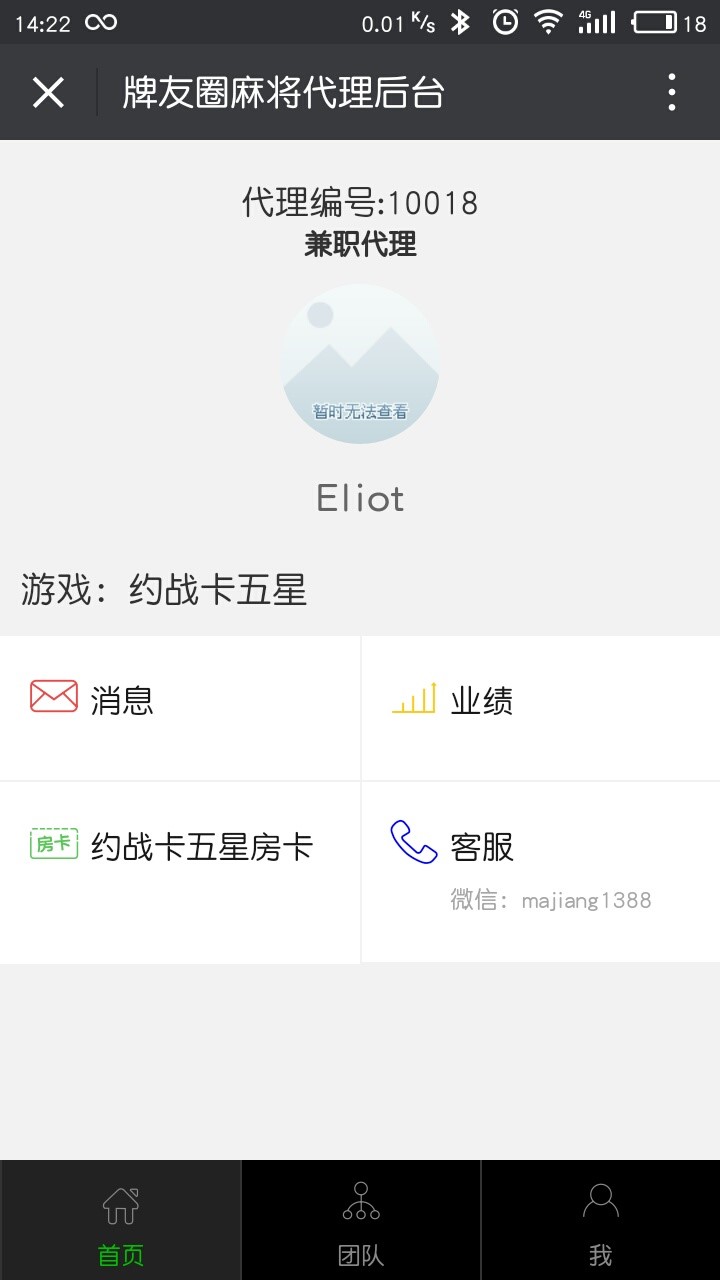 14:22 0.01 K/s 4G 18
牌友圈麻将代理后台
代理编号:10018
兼职代理
暂时无法查看
Eliot
游戏：约战卡五星
消息 业绩
房卡 约战卡五星房卡 客服
微信：majiang1388
首页 团队 我